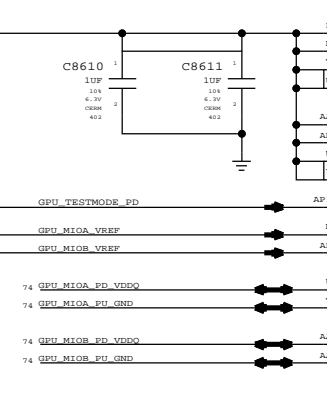 C8610
1
1UF
10%
6.3V
CERM
402
2
C8611
1
1UF
10%
6.3V
CERM
402
2
GPU_TESTMODE_PD
AP
GPU_MIOA_VREF
GPU_MIOB_VREF
74 GPU_MIOA_PD_VDDQ
74 GPU_MIOA_PU_GND
74 GPU_MIOB_PD_VDDQ
74 GPU_MIOB_PU_GND